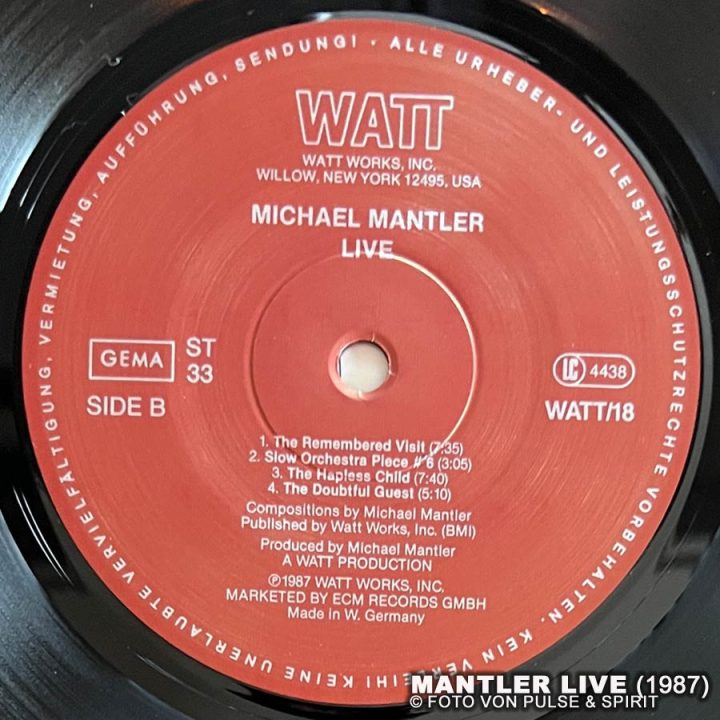 WATT
WATT WORKS, INC.
WILLOW, NEW YORK 12495, USA
MICHAEL MANTLER
LIVE
GEMA
ST
33
SIDE B
LC 4438
WATT/18
1. The Remembered Visit (7:35)
2. Slow Orchestra Piece # 6 (3:05)
3. The Hapless Child (7:40)
4. The Doubtful Guest (5:10)
Compositions by Michael Mantler
Published by Watt Works, Inc. (BMI)
Produced by Michael Mantler
A WATT PRODUCTION
℗1987 WATT WORKS, INC.
MARKETED BY ECM RECORDS GMBH
Made in W. Germany
ALLE URHEBER- UND LEISTUNGSSCHUTZRECHTE VORBEHALTEN. KEIN VERLEIH! KEINE UNERLAUBTE VERVIELFÄLTIGUNG, VERMIETUNG, AUFFÜHRUNG, SENDUNG! ·
MANTLER LIVE (1987)
© FOTO VON PULSE & SPIRIT